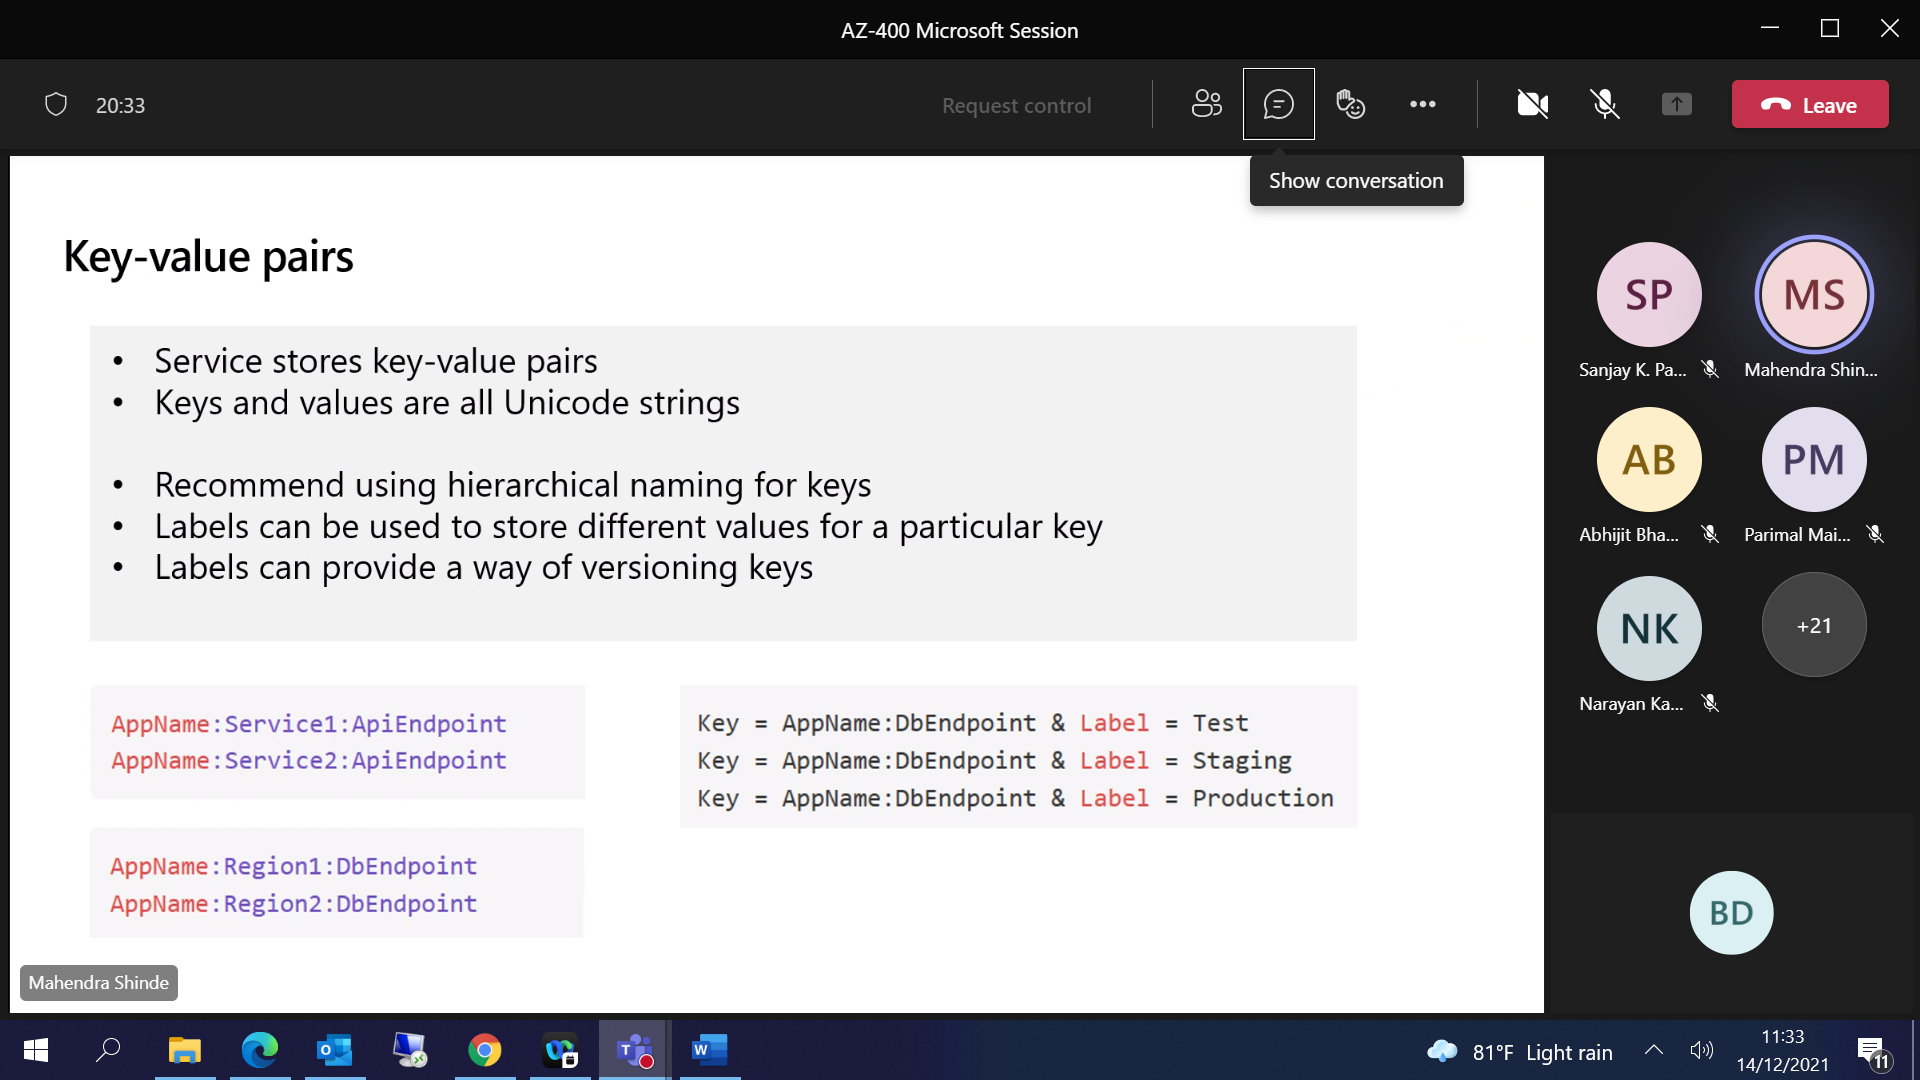 AZ-400 Microsoft Session
20:33
Request control
Leave
Show conversation
Key-value pairs
• Service stores key-value pairs
• Keys and values are all Unicode strings
• Recommend using hierarchical naming for keys
• Labels can be used to store different values for a particular key
• Labels can provide a way of versioning keys
AppName:Service1:ApiEndpoint
AppName:Service2:ApiEndpoint
AppName:Region1:DbEndpoint
AppName:Region2:DbEndpoint
Key = AppName:DbEndpoint & Label = Test
Key = AppName:DbEndpoint & Label = Staging
Key = AppName:DbEndpoint & Label = Production
Mahendra Shinde
SP
MS
Sanjay K. Pa...
Mahendra Shin...
AB
PM
Abhijit Bha...
Parimal Mai...
NK
+21
Narayan Ka...
BD
81°F Light rain
11:33
14/12/2021
11